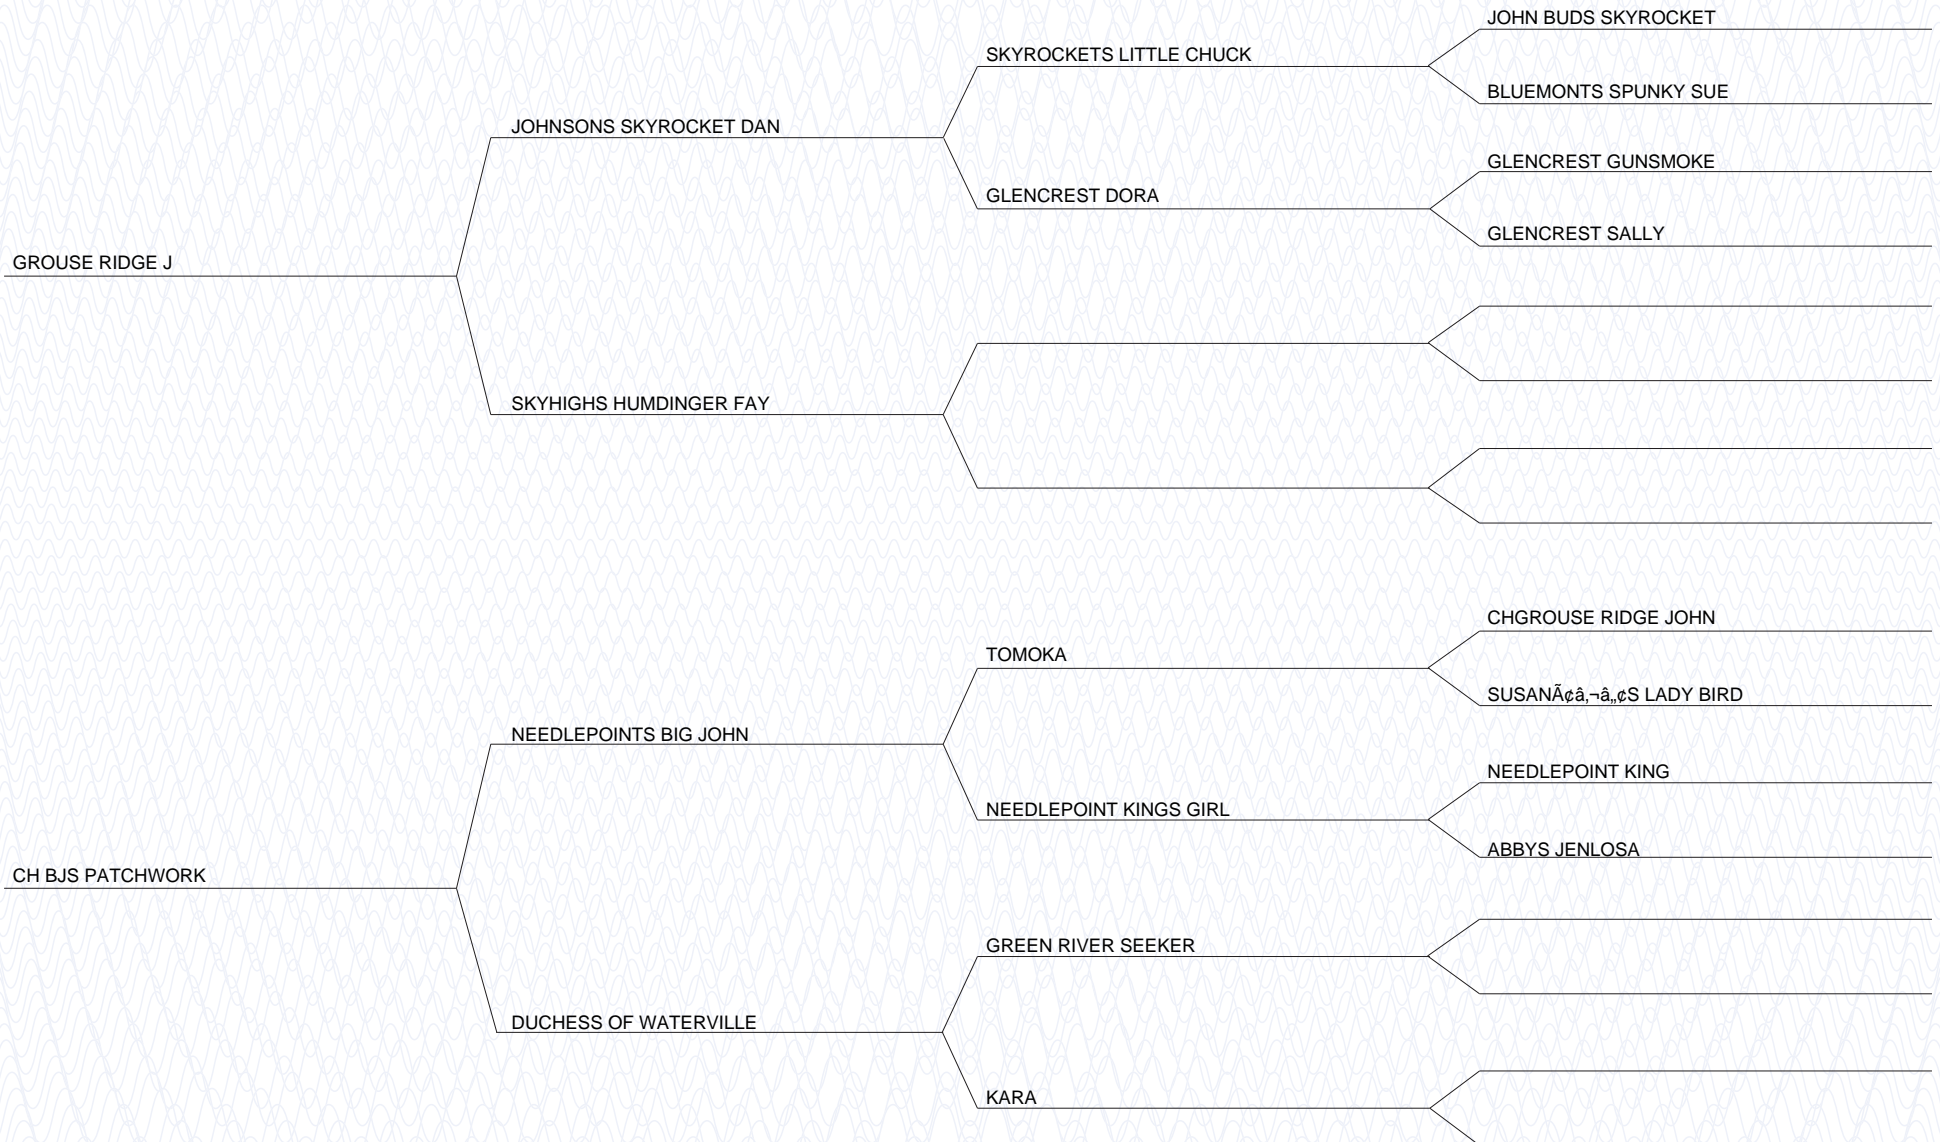 JOHN BUDS SKYROCKET
SKYROCKETS LITTLE CHUCK
BLUEMONTS SPUNKY SUE
JOHNSONS SKYROCKET DAN
GLENCREST GUNSMOKE
GLENCREST DORA
GLENCREST SALLY
GROUSE RIDGE J
SKYHIGHS HUMDINGER FAY
CHGROUSE RIDGE JOHN
TOMOKA
SUSANÃ¢â‚¬â„¢S LADY BIRD
NEEDLEPOINTS BIG JOHN
NEEDLEPOINT KING
NEEDLEPOINT KINGS GIRL
ABBYS JENLOSA
CH BJS PATCHWORK
GREEN RIVER SEEKER
DUCHESS OF WATERVILLE
KARA